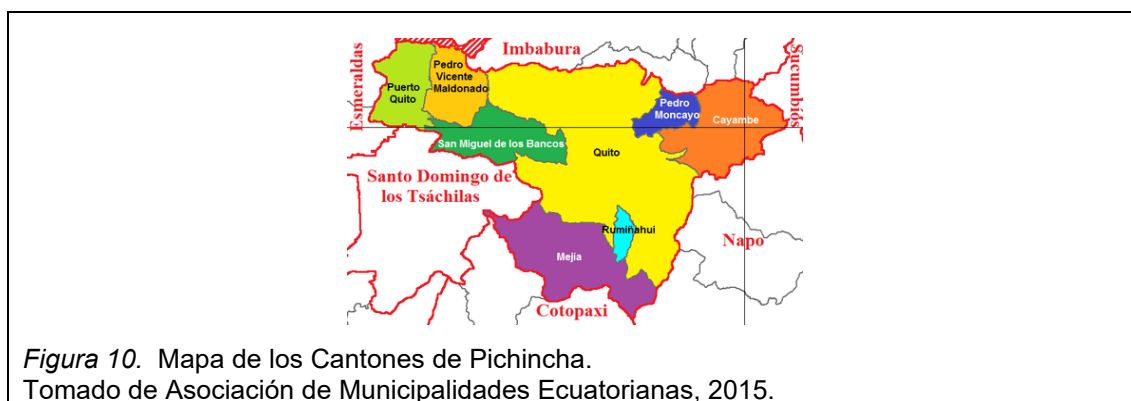 Imbabura
Esmeraldas
Sucumbíos
Pedro
Vicente
Maldonado
Puerto
Quito
Pedro
Moncayo
Cayambe
San Miguel de los Bancos
Quito
Santo Domingo de
los Tsáchilas
Rumiñahui
Napo
Mejia
Cotopaxi
Figura 10. Mapa de los Cantones de Pichincha.
Tomado de Asociación de Municipalidades Ecuatorianas, 2015.